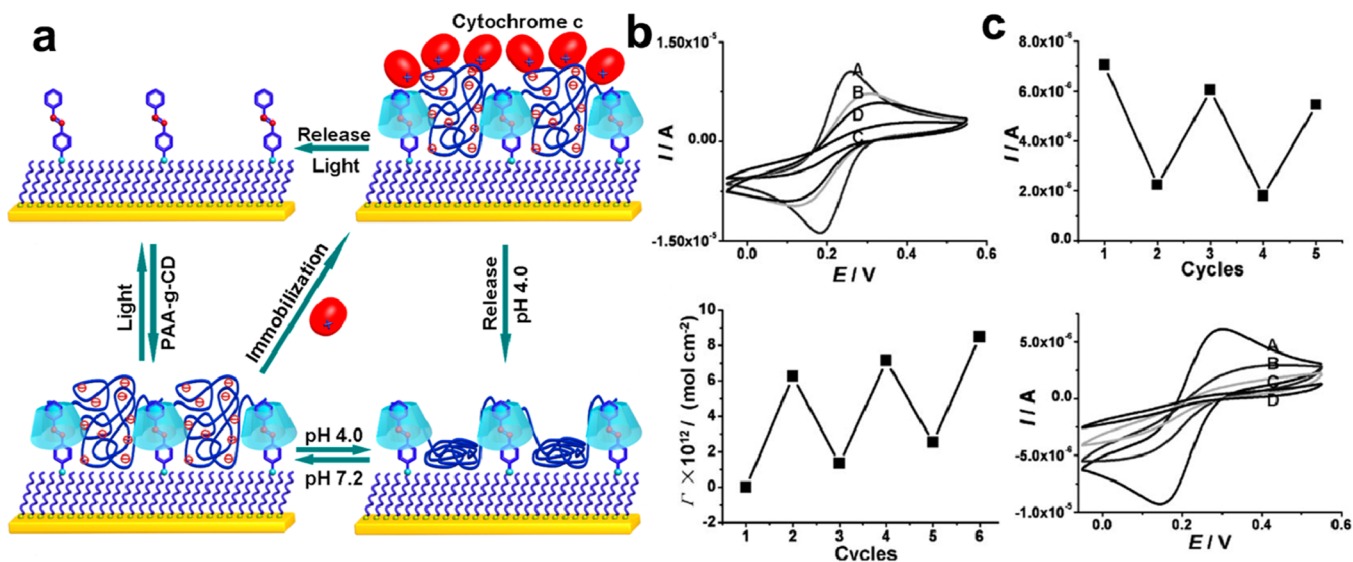 a
Cytochrome c
Release
Light
Light
PAA-g-CD
Immobilization
Release
pH 4.0
pH 4.0
pH 7.2
b
1.50x10⁻⁵
0.00
-1.50x10⁻⁵
I / A
A
B
D
C
0.0
0.2
0.4
0.6
E / V
10
8
6
4
2
0
-2
Γ ×10¹²/ (mol cm⁻²)
1
2
3
4
5
6
Cycles
c
8.0x10⁻⁶
6.0x10⁻⁶
4.0x10⁻⁶
2.0x10⁻⁶
0.0
I / A
1
2
3
4
5
Cycles
5.0x10⁻⁶
0.0
-5.0x10⁻⁶
-1.0x10⁻⁵
I / A
A
B
C
D
0.0
0.2
0.4
0.6
E / V